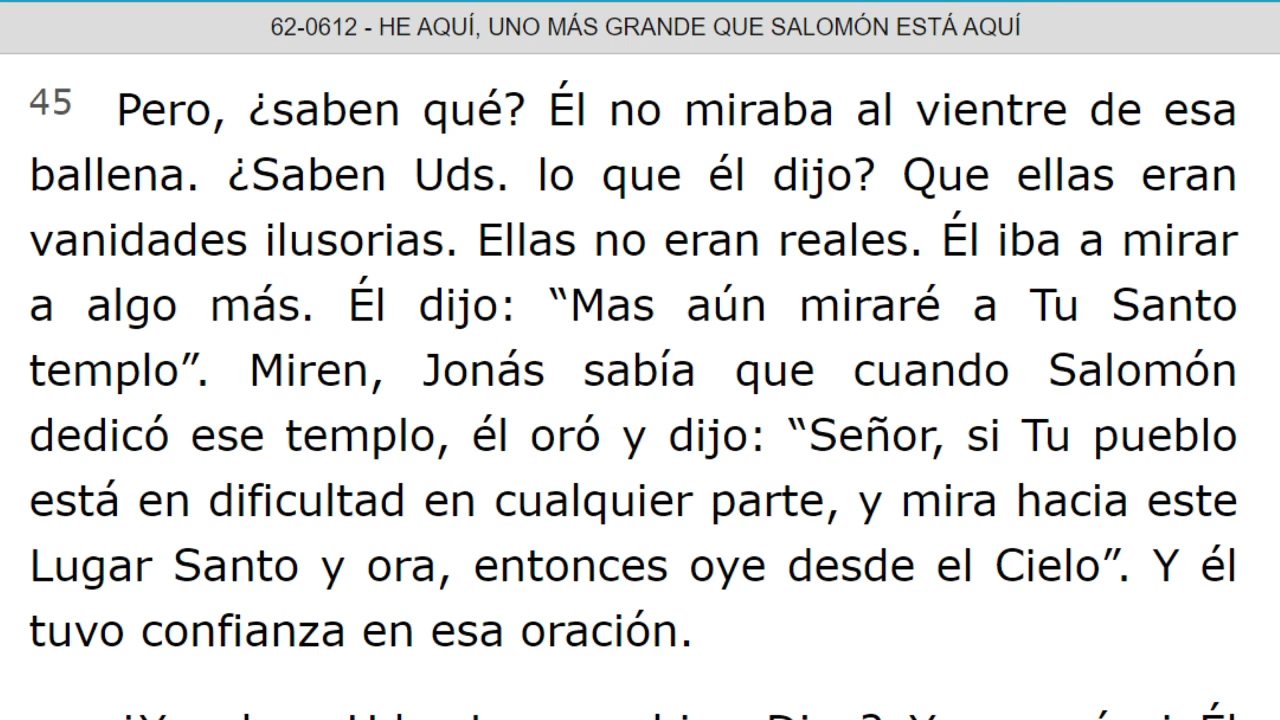 62-0612 - HE AQUÍ, UNO MÁS GRANDE QUE SALOMÓN ESTÁ AQUÍ
45 Pero, ¿saben qué? Él no miraba al vientre de esa
ballena. ¿Saben Uds. lo que él dijo? Que ellas eran
vanidades ilusorias. Ellas no eran reales. Él iba a mirar
a algo más. Él dijo: “Mas aún miraré a Tu Santo
templo”. Miren, Jonás sabía que cuando Salomón
dedicó ese templo, él oró y dijo: “Señor, si Tu pueblo
está en dificultad en cualquier parte, y mira hacia este
Lugar Santo y ora, entonces oye desde el Cielo”. Y él
tuvo confianza en esa oración.